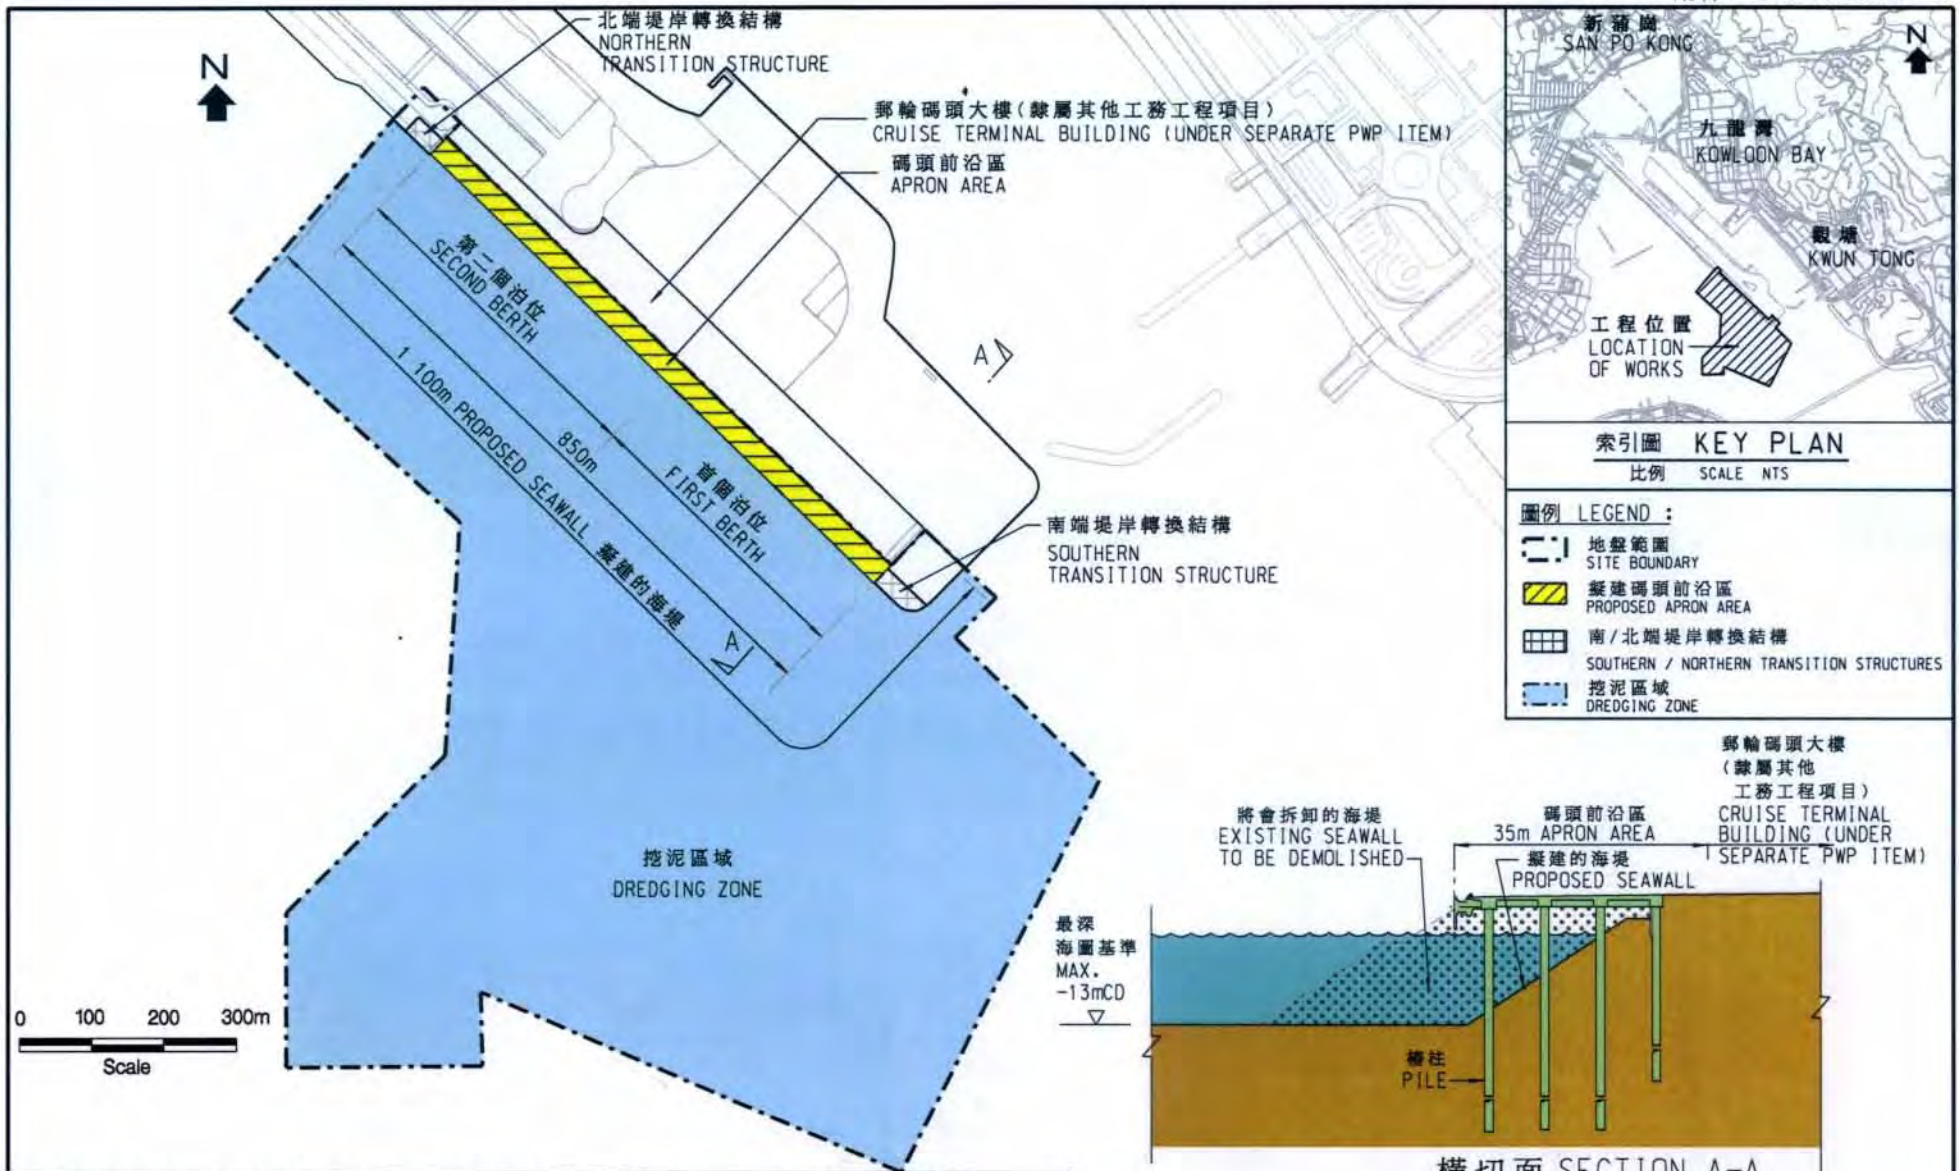 北端堤岸轉換結構
NORTHERN
TRANSITION STRUCTURE
N
郵輪碼頭大樓(隸屬其他工務工程項目)
CRUISE TERMINAL BUILDING (UNDER SEPARATE PWP ITEM)
碼頭前沿區
APRON AREA
第二個泊位
SECOND BERTH
850m
1 100m PROPOSED SEAWALL 擬建的海堤
首個泊位
FIRST BERTH
A
A
南端堤岸轉換結構
SOUTHERN
TRANSITION STRUCTURE
挖泥區域
DREDGING ZONE
0 100 200 300m
Scale
新蒲崗
SAN PO KONG
N
九龍灣
KOWLOON BAY
觀塘
KWUN TONG
工程位置
LOCATION
OF WORKS
索引圖 KEY PLAN
比例 SCALE NTS
圖例 LEGEND :
地盤範圍
SITE BOUNDARY
擬建碼頭前沿區
PROPOSED APRON AREA
南/北端堤岸轉換結構
SOUTHERN / NORTHERN TRANSITION STRUCTURES
挖泥區域
DREDGING ZONE
郵輪碼頭大樓
(隸屬其他
工務工程項目)
CRUISE TERMINAL
BUILDING (UNDER
SEPARATE PWP ITEM)
將會拆卸的海堤
EXISTING SEAWALL
TO BE DEMOLISHED
碼頭前沿區
35m APRON AREA
擬建的海堤
PROPOSED SEAWALL
最深
海圖基準
MAX.
-13mCD
樁柱
PILE
橫切面 SECTION A-A